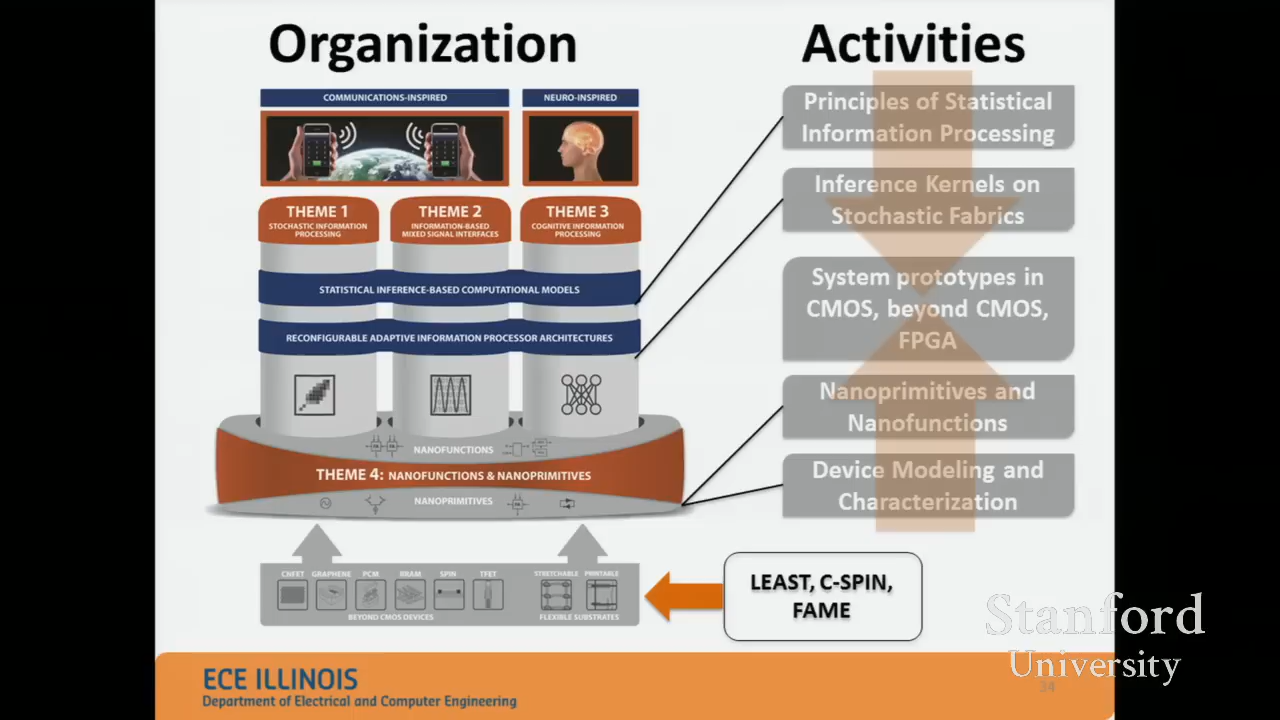 Organization
Activities
COMMUNICATIONS-INSPIRED
NEURO-INSPIRED
THEME 1
STOCHASTIC INFORMATION
PROCESSING
THEME 2
INFORMATION-BASED
MIXED SIGNAL INTERFACES
THEME 3
COGNITIVE INFORMATION
PROCESSING
STATISTICAL INFERENCE-BASED COMPUTATIONAL MODELS
RECONFIGURABLE ADAPTIVE INFORMATION PROCESSOR ARCHITECTURES
NANOFUNCTIONS
THEME 4: NANOFUNCTIONS & NANOPRIMITIVES
NANOPRIMITIVES
CNFET
GRAPHENE
PCM
RRAM
SPIN
TFET
STRETCHABLE
PRINTABLE
BEYOND CMOS DEVICES
FLEXIBLE SUBSTRATES
Principles of Statistical
Information Processing
Inference Kernels on
Stochastic Fabrics
System prototypes in
CMOS, beyond CMOS,
FPGA
Nanoprimitives and
Nanofunctions
Device Modeling and
Characterization
LEAST, C-SPIN,
FAME
Stanford
University
34
ECE ILLINOIS
Department of Electrical and Computer Engineering